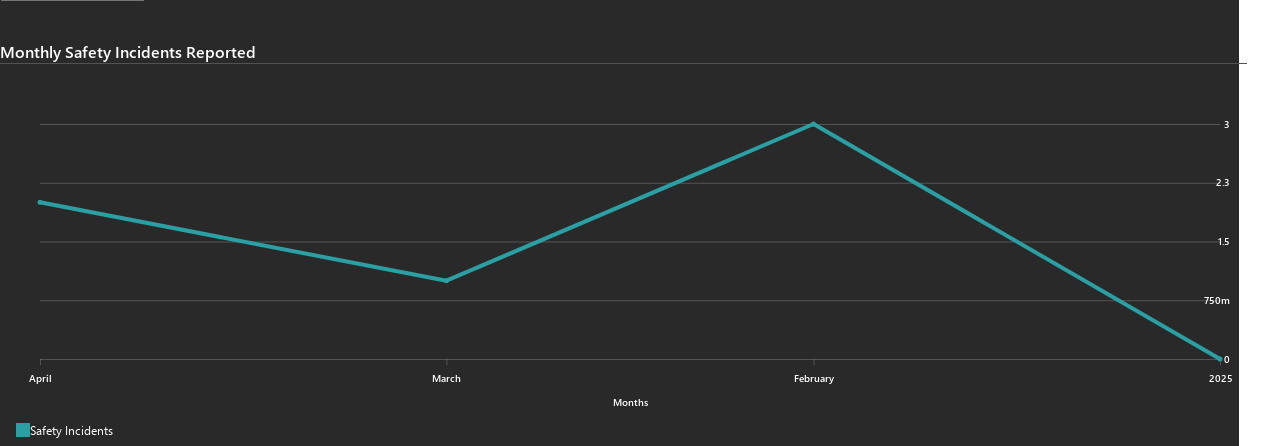 Monthly Safety Incidents Reported
3
2.3
1.5
750m
0
April March February 2025
Months
Safety Incidents